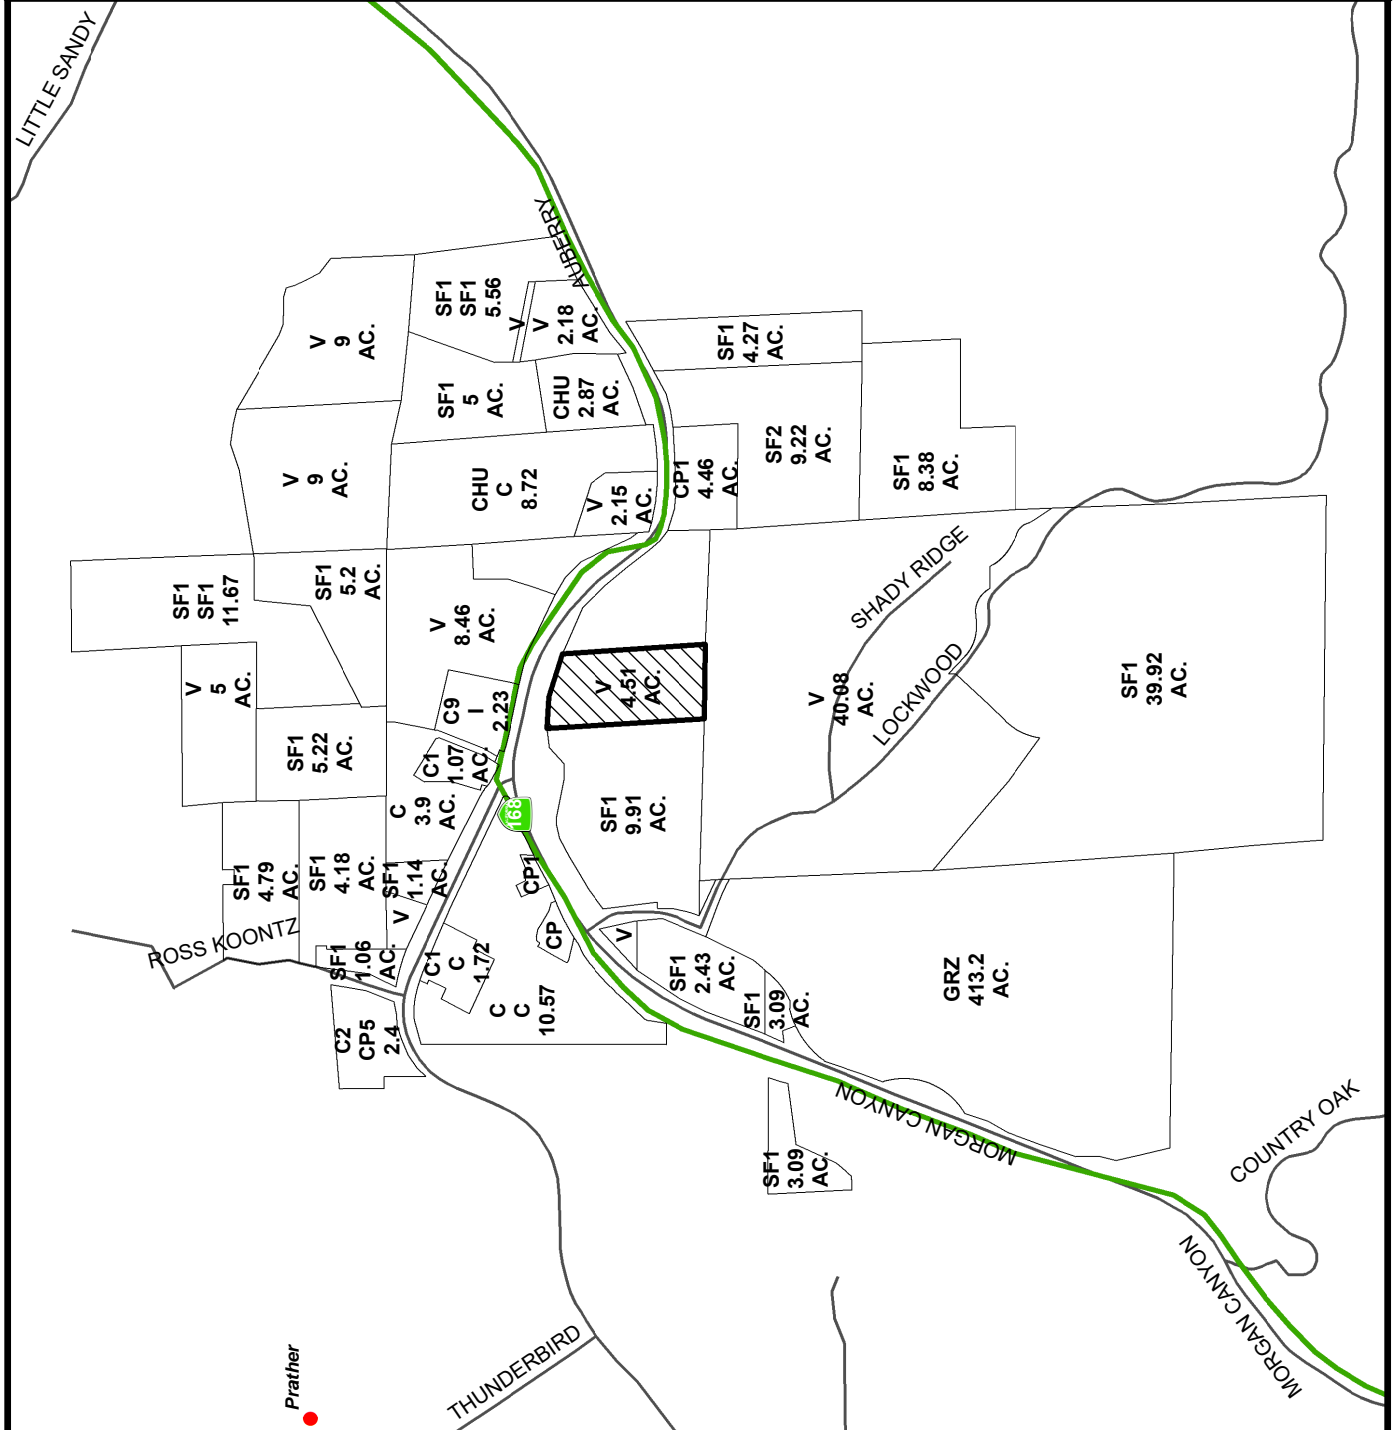 LITTLE SANDY
AUBERRY
V
9
AC.
SF1
SF1
5.56
V
V
2.18
AC.
SF1
5
AC.
CHU
2.87
AC.
SF1
4.27
AC.
V
9
AC.
CHU
C
8.72
V
2.15
AC.
CP1
4.46
AC.
SF2
9.22
AC.
SF1
8.38
AC.
SF1
SF1
11.67
SF1
5.2
AC.
V
8.46
AC.
SHADY RIDGE
V
5
AC.
C9
I
2.23
V
4.51
AC.
V
40.08
AC.
LOCKWOOD
SF1
39.92
AC.
SF1
5.22
AC.
C1
1.07
AC.
C
3.9
AC.
168
SF1
9.91
AC.
SF1
4.79
AC.
SF1
4.18
AC.
SF1
1.14
AC.
CP1
ROSS KOONTZ
V
SF1
1.06
AC.
C1
C
1.72
CP
V
SF1
2.43
AC.
SF1
3.09
AC.
GRZ
413.2
AC.
C2
CP5
2.4
C
C
10.57
MORGAN CANYON
SF1
3.09
AC.
COUNTRY OAK
MORGAN CANYON
Prather
THUNDERBIRD